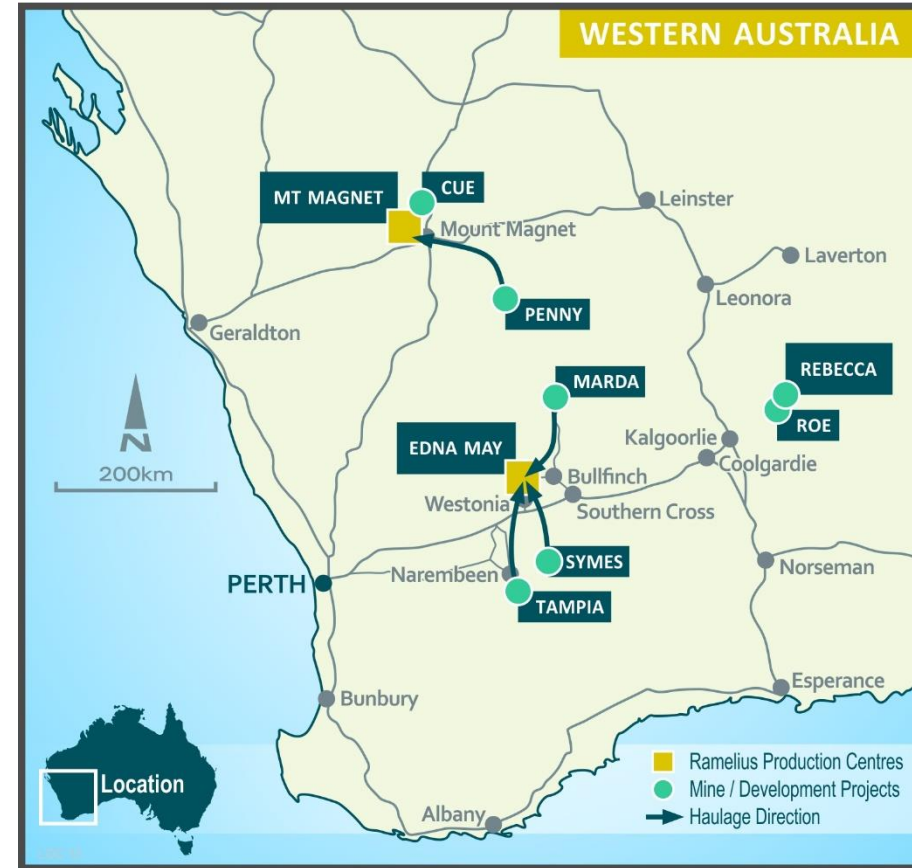 WESTERN AUSTRALIA
CUE
MT MAGNET
Leinster
Mount Magnet
Laverton
Leonora
PENNY
Geraldton
REBECCA
MARDA
ROE
N
Kalgoorlie
EDNA MAY
Coolgardie
200km
Bullfinch
Westonia
Southern Cross
SYMES
Norseman
Narembeen
PERTH
TAMPIA
Esperance
Bunbury
Ramelius Production Centres
Location
Mine / Development Projects
Albany
Haulage Direction